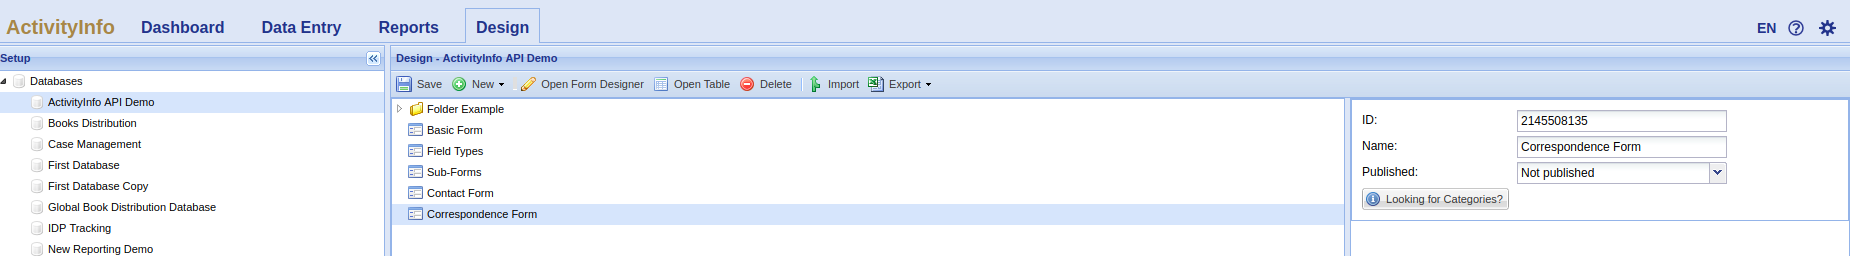 ActivityInfo Dashboard Data Entry Reports Design EN
Setup
Databases
ActivityInfo API Demo
Books Distribution
Case Management
First Database
First Database Copy
Global Book Distribution Database
IDP Tracking
New Reporting Demo
Design - ActivityInfo API Demo
Save New Open Form Designer Open Table Delete Import Export
Folder Example
Basic Form
Field Types
Sub-Forms
Contact Form
Correspondence Form
ID: 2145508135
Name: Correspondence Form
Published: Not published
Looking for Categories?